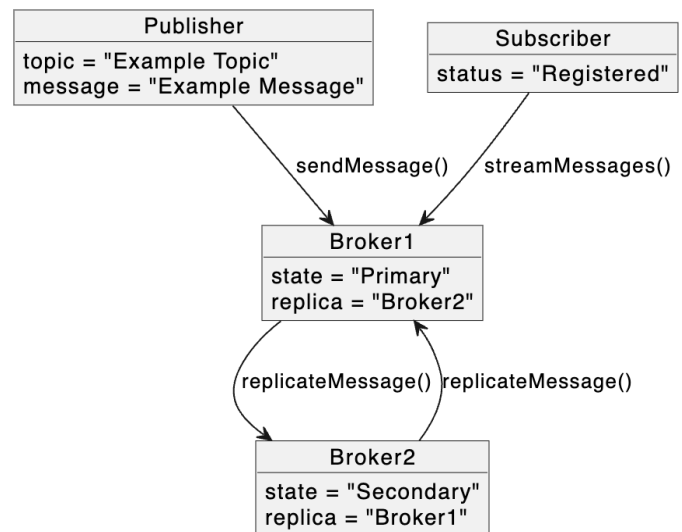 Publisher
topic = "Example Topic"
message = "Example Message"
Subscriber
status = "Registered"
sendMessage()
streamMessages()
Broker1
state = "Primary"
replica = "Broker2"
replicateMessage()
replicateMessage()
Broker2
state = "Secondary"
replica = "Broker1"